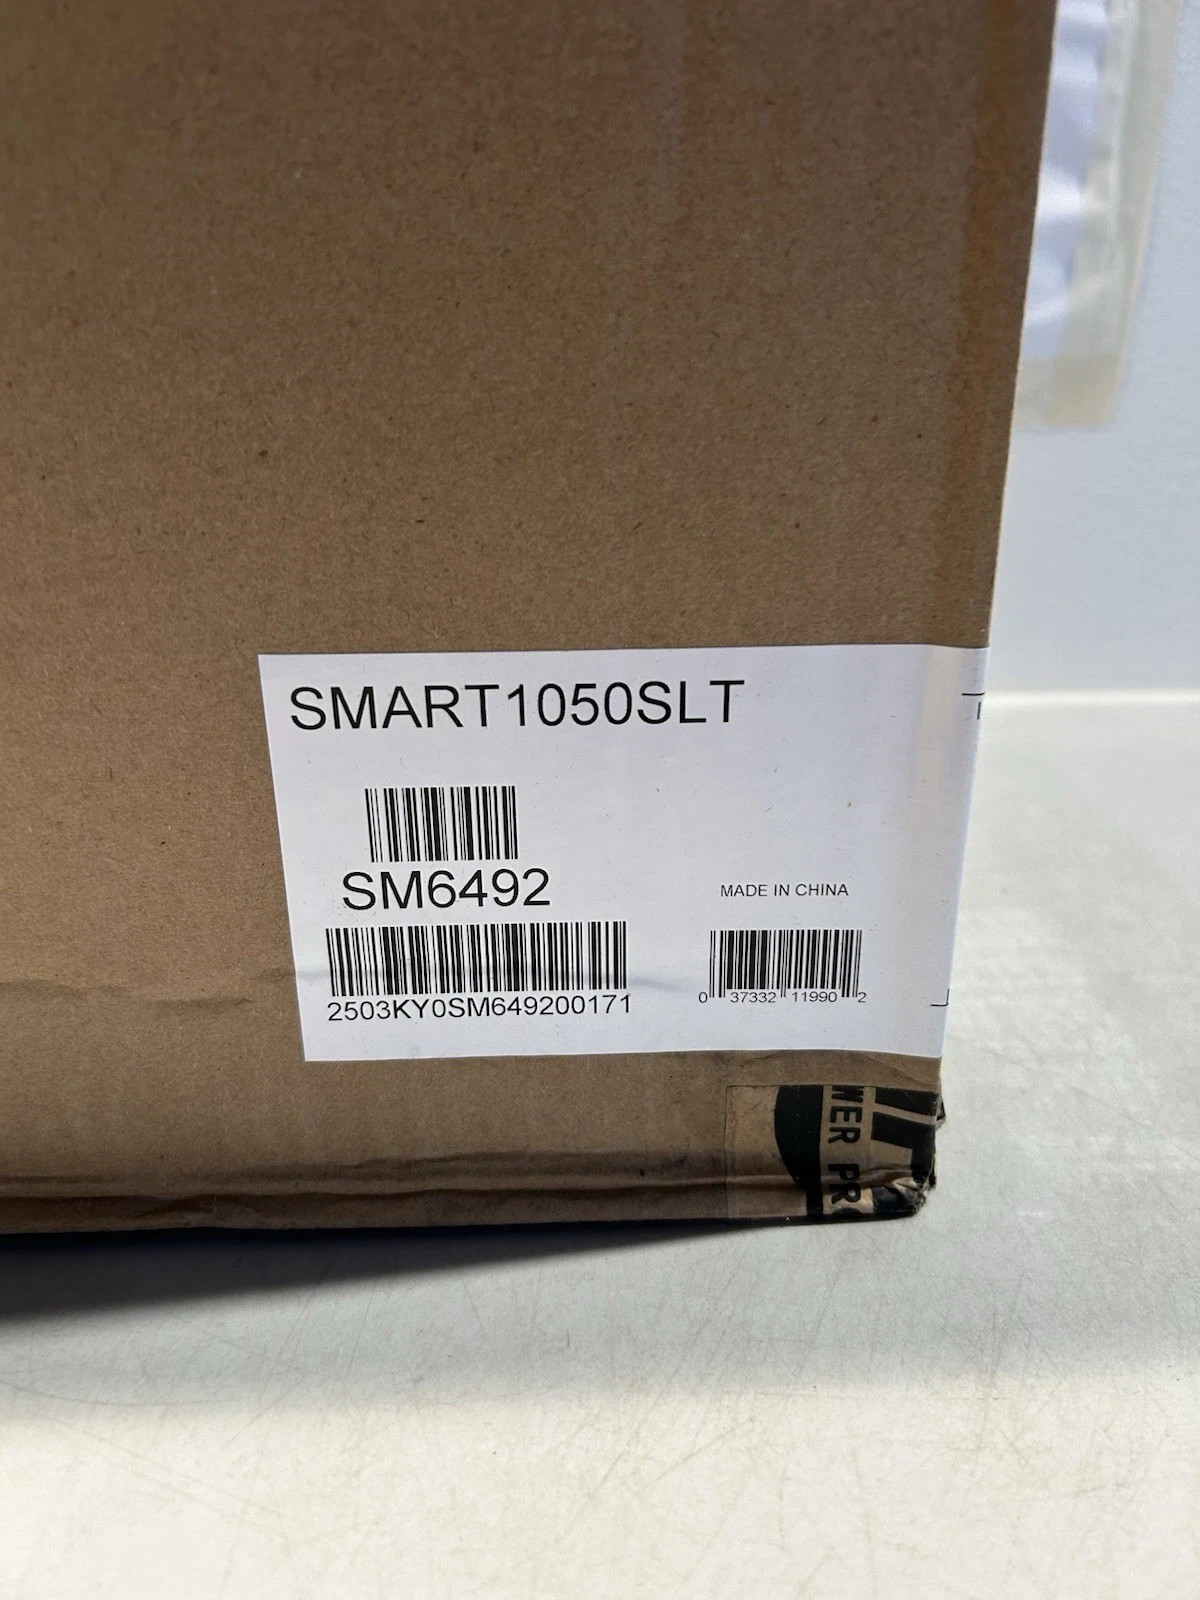 SMART1050SLT
SM6492
MADE IN CHINA
2503KY0SM649200171
0 37332 11990 2